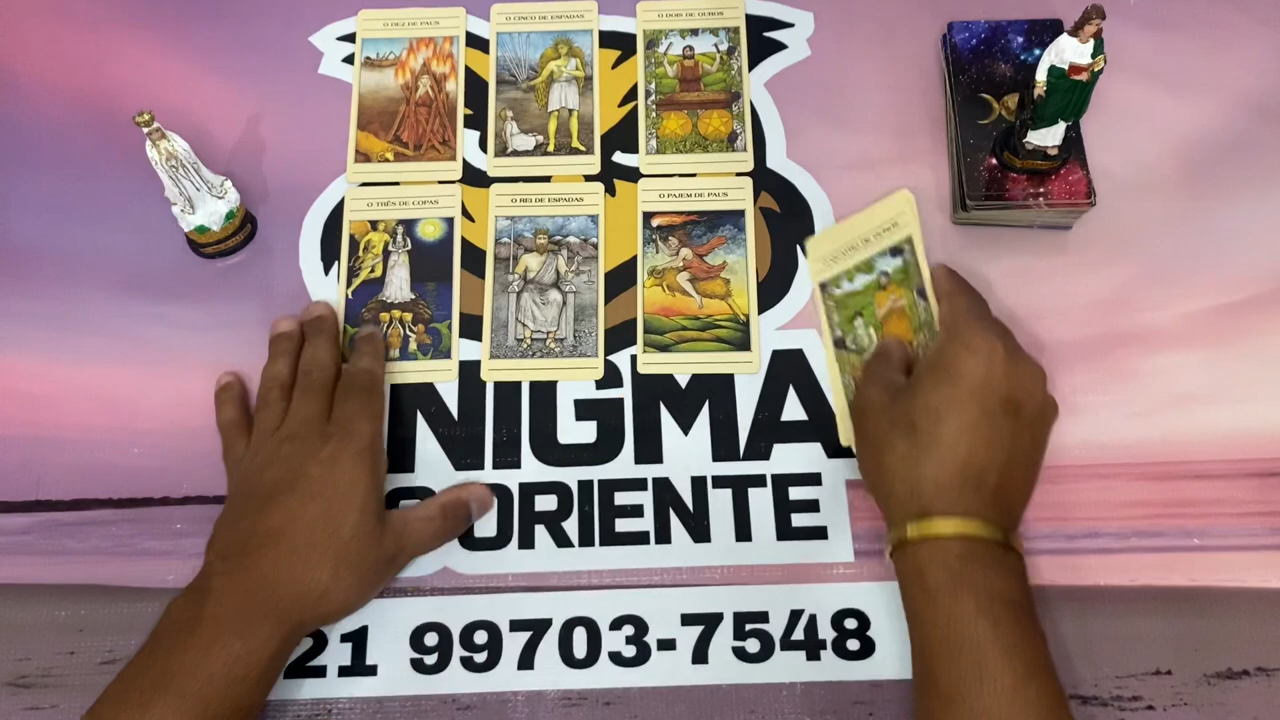 O DEZ DE PAUS
O CINCO DE ESPADAS
O DOIS DE OUROS
O TRÊS DE COPAS
O REI DE ESPADAS
O PAJEM DE PAUS
NIGMA
ORIENTE
21 99703-7548